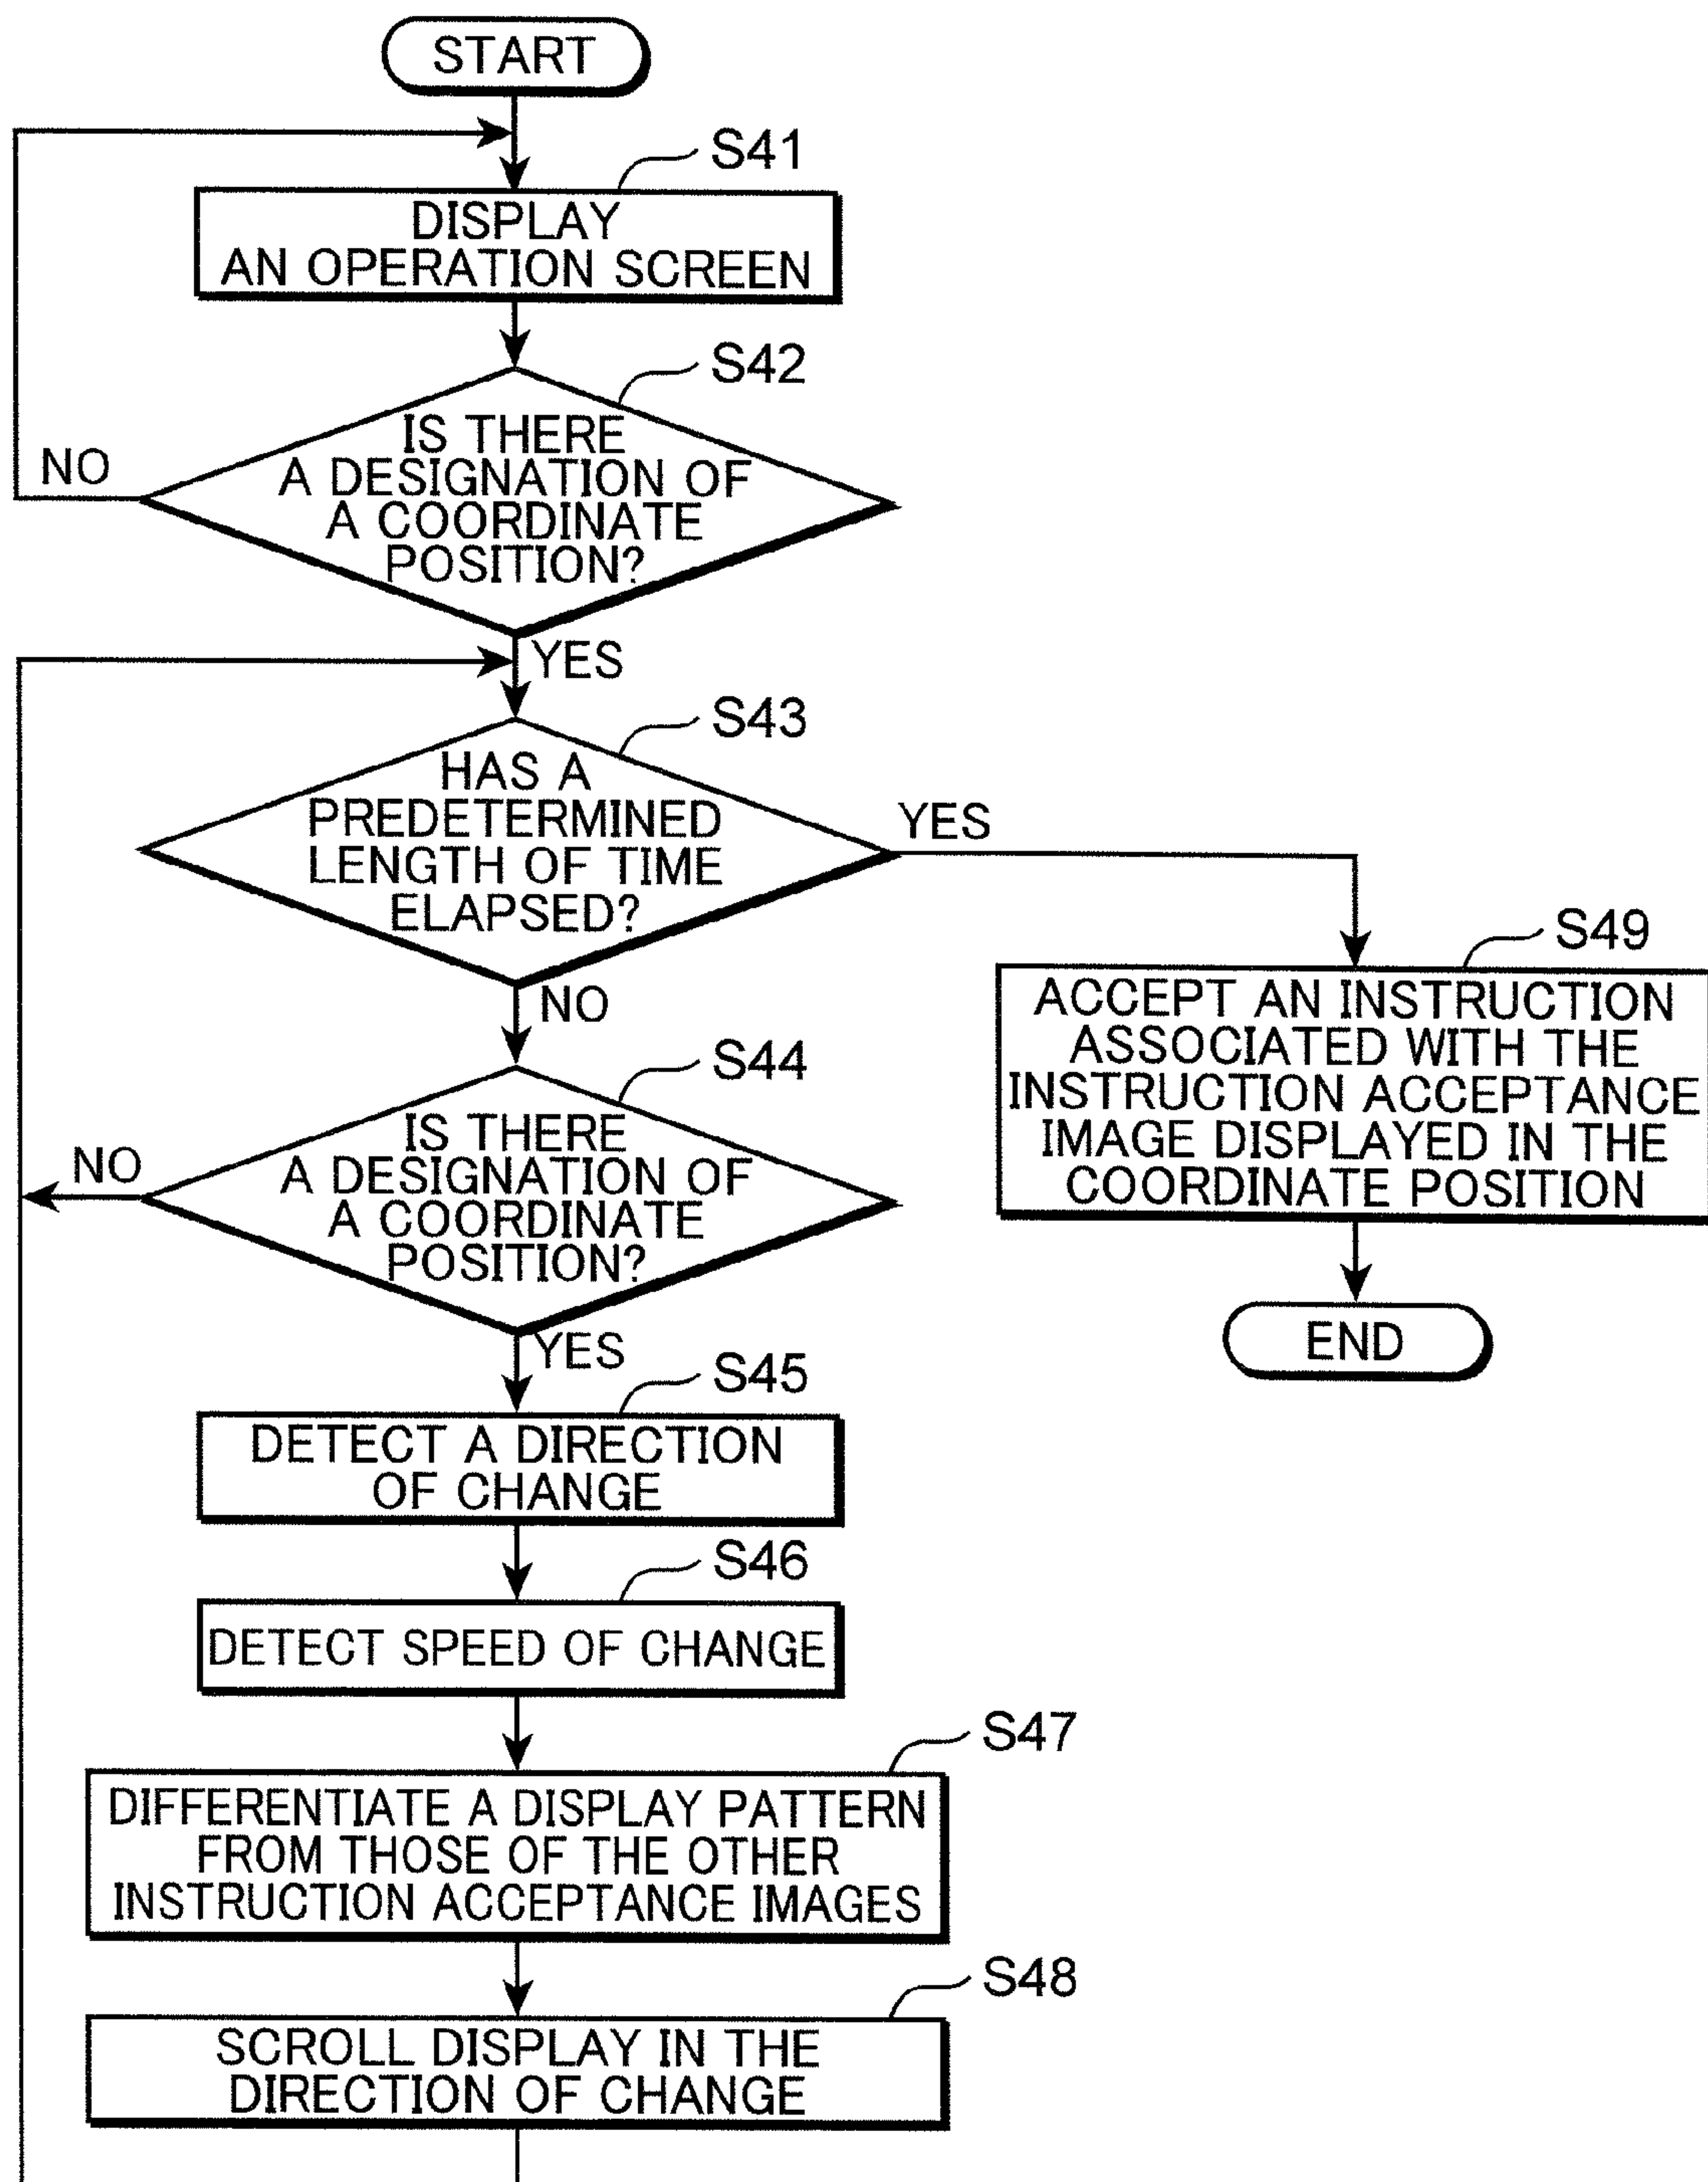 START
S41
DISPLAY
AN OPERATION SCREEN
S42
IS THERE
A DESIGNATION OF
A COORDINATE
POSITION?
NO
YES
S43
HAS A
PREDETERMINED
LENGTH OF TIME
ELAPSED?
YES
NO
S49
ACCEPT AN INSTRUCTION
ASSOCIATED WITH THE
INSTRUCTION ACCEPTANCE
IMAGE DISPLAYED IN THE
COORDINATE POSITION
END
S44
IS THERE
A DESIGNATION OF
A COORDINATE
POSITION?
NO
YES
S45
DETECT A DIRECTION
OF CHANGE
S46
DETECT SPEED OF CHANGE
S47
DIFFERENTIATE A DISPLAY PATTERN
FROM THOSE OF THE OTHER
INSTRUCTION ACCEPTANCE IMAGES
S48
SCROLL DISPLAY IN THE
DIRECTION OF CHANGE